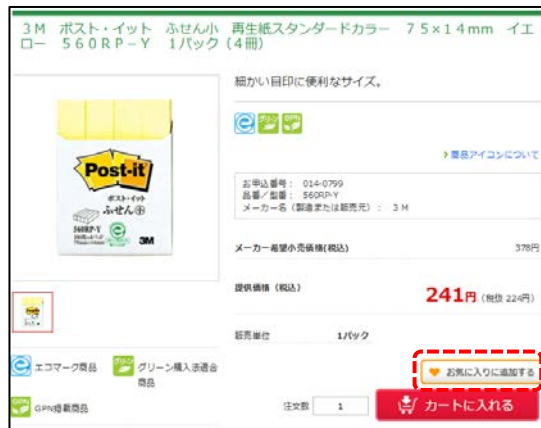 3M ポスト・イット ふせん小 再生紙スタンダードカラー 75×14mm イエ
ロー 560RP−Y 1パック(4冊)
細かい目印に便利なサイズ。
グリーン
GPN
商品アイコンについて
お申込番号: 014-0799
品番/型番: 560RP-Y
メーカー名(製造または販売元): 3M
メーカー希望小売価格(税込) 378円
提供価格(税込)
241円(税抜 224円)
販売単位 1パック
Post-it
ポスト・イット
ふせん小
560RP-Y
3M
エコマーク商品
グリーン購入法適合
商品
GPN掲載商品
お気に入りに追加する
注文数 1
カートに入れる